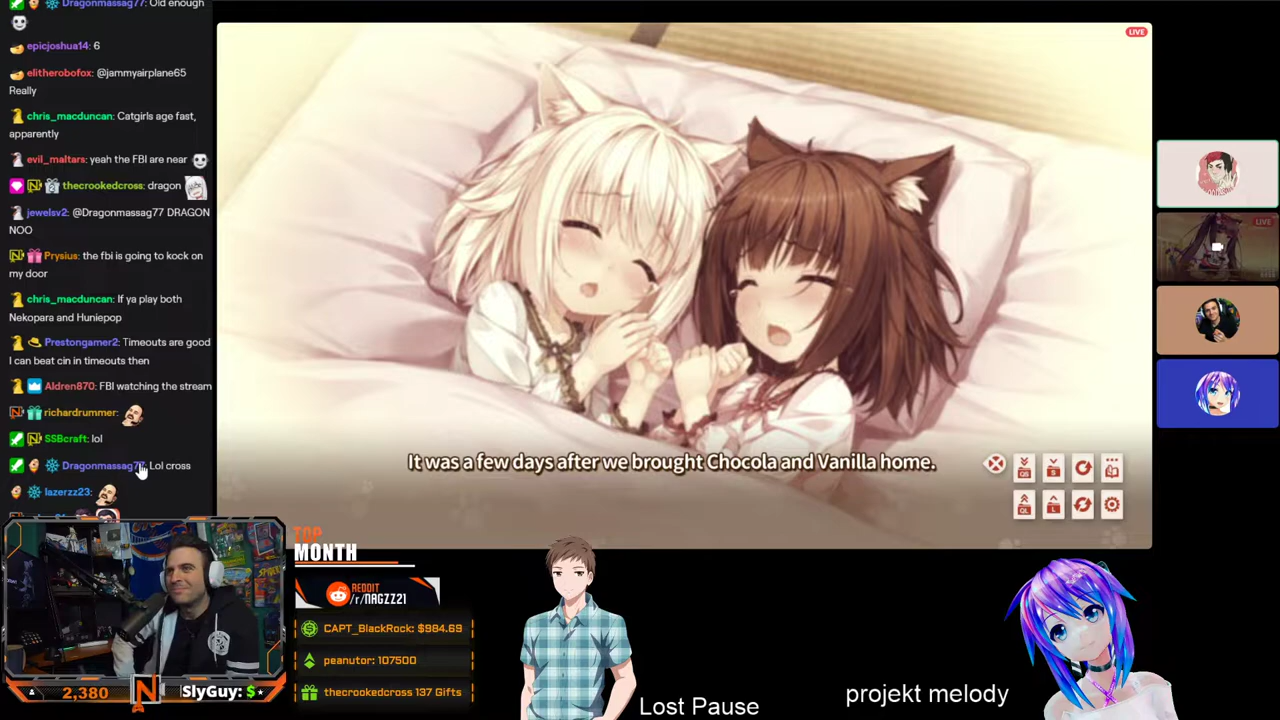 Dragonmassag77: Old enough
epicjoshua14: 6
elitherobofox: @jammyairplane65
Really
chris_macduncan: Catgirls age fast,
apparently
evil_maltars: yeah the FBI are near
thecrookedcross: dragon
jewelsv2: @Dragonmassag77 DRAGON
NOO
Prysius: the fbi is going to kock on
my door
chris_macduncan: If ya play both
Nekopara and Huniepop
Prestongamer2: Timeouts are good
I can beat cin in timeouts then
Aldren870: FBI watching the stream
richardrummer:
SSBcraft: lol
Dragonmassag77: Lol cross
lazerzz23:
LIVE
It was a few days after we brought Chocola and Vanilla home.
QS
S
QL
L
LIVE
TOP
MONTH
REDDIT
/r/NAGZZ21
CAPT_BlackRock: $984.69
peanutor: 107500
thecrookedcross 137 Gifts
2,380
N
SlyGuy: $
Lost Pause
projekt melody